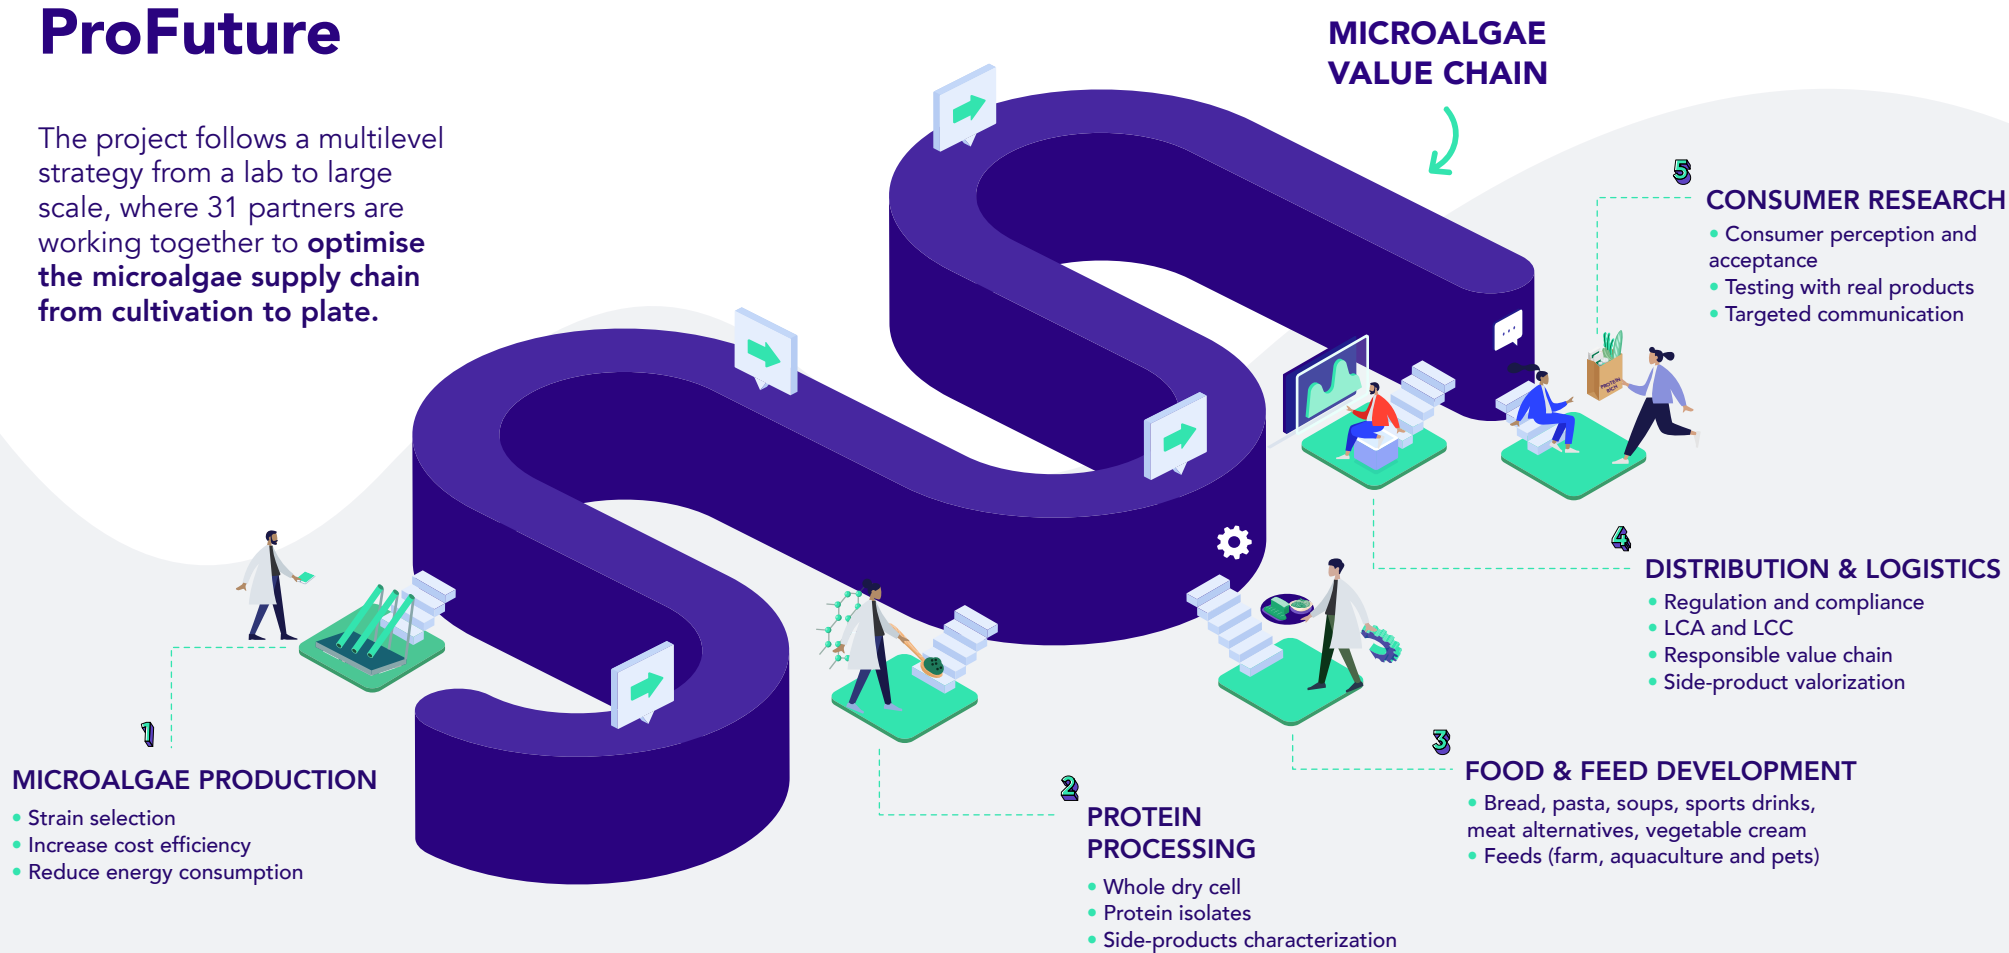 ProFuture
The project follows a multilevel
strategy from a lab to large
scale, where 31 partners are
working together to optimise
the microalgae supply chain
from cultivation to plate.
MICROALGAE
VALUE CHAIN
1
MICROALGAE PRODUCTION
• Strain selection
• Increase cost efficiency
• Reduce energy consumption
2
PROTEIN
PROCESSING
• Whole dry cell
• Protein isolates
• Side-products characterization
3
FOOD & FEED DEVELOPMENT
• Bread, pasta, soups, sports drinks,
meat alternatives, vegetable cream
• Feeds (farm, aquaculture and pets)
4
DISTRIBUTION & LOGISTICS
• Regulation and compliance
• LCA and LCC
• Responsible value chain
• Side-product valorization
5
CONSUMER RESEARCH
• Consumer perception and
acceptance
• Testing with real products
• Targeted communication
PROTEIN
RICH